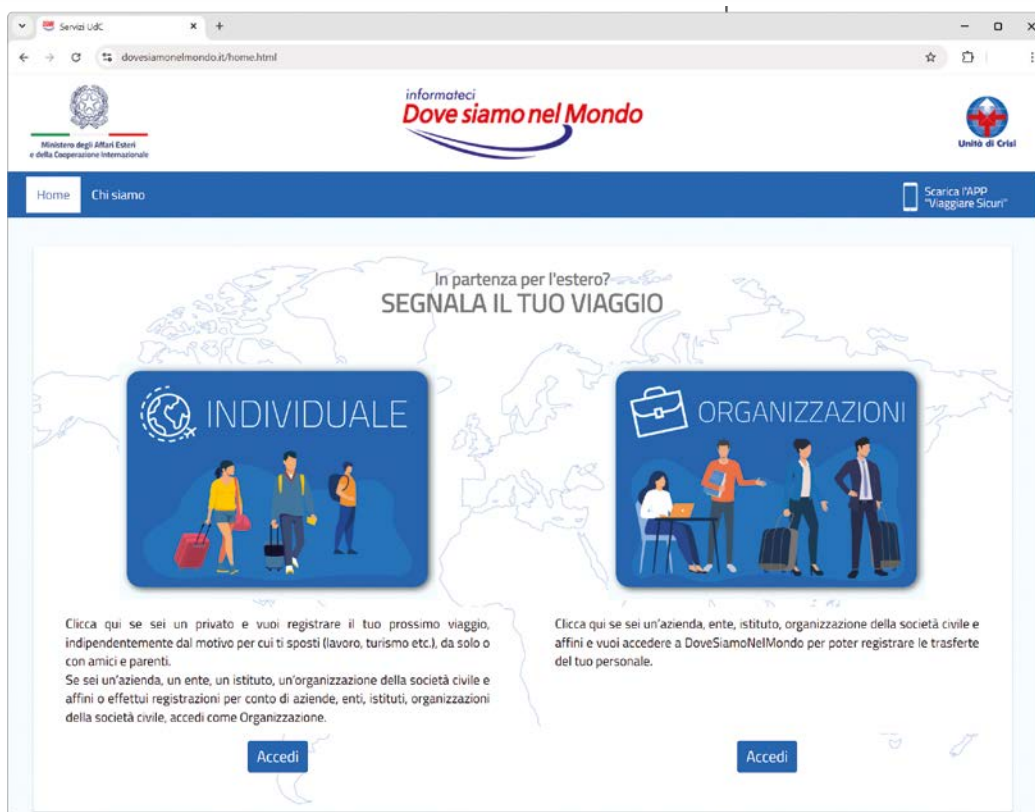 Servizi UdC
dovesiamonelmondo.it/home.html
Ministero degli Affari Esteri
e della Cooperazione Internazionale
informateci
Dove siamo nel Mondo
Unità di Crisi
Home
Chi siamo
Scarica l'APP
"Viaggiare Sicuri"
In partenza per l'estero?
SEGNALA IL TUO VIAGGIO
INDIVIDUALE
Clicca qui se sei un privato e vuoi registrare il tuo prossimo viaggio,
indipendentemente dal motivo per cui ti sposti (lavoro, turismo etc.), da solo o
con amici e parenti.
Se sei un'azienda, un ente, un istituto, un'organizzazione della società civile e
affini o effettui registrazioni per conto di aziende, enti, istituti, organizzazioni
della società civile, accedi come Organizzazione.
Accedi
ORGANIZZAZIONI
Clicca qui se sei un'azienda, ente, istituto, organizzazione della società civile e
affini e vuoi accedere a DoveSiamoNelMondo per poter registrare le trasferte
del tuo personale.
Accedi